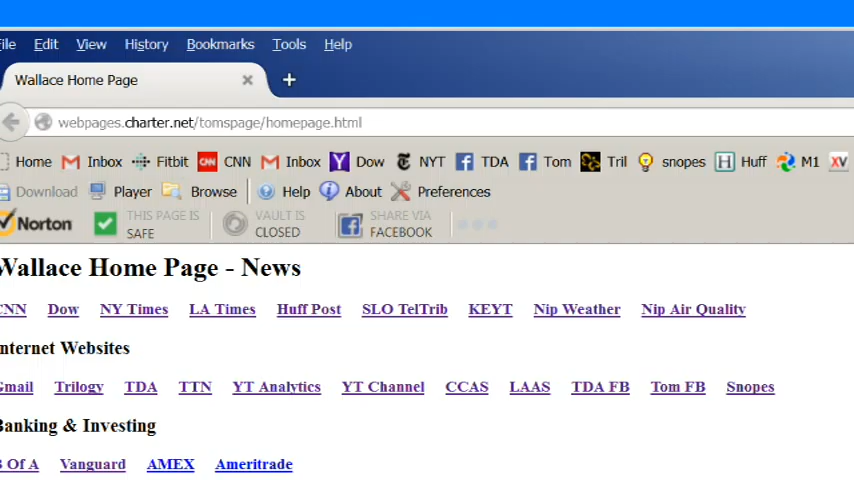 ile Edit View History Bookmarks Tools Help
Wallace Home Page
webpages.charter.net/tomspage/homepage.html
Home Inbox Fitbit CNN CNN Inbox Y Dow NYT TDA Tom Tril snopes H Huff M1 XV
Download Player Browse Help About Preferences
Norton THIS PAGE IS SAFE VAULT IS CLOSED SHARE VIA FACEBOOK
Wallace Home Page - News
CNN Dow NY Times LA Times Huff Post SLO TelTrib KEYT Nip Weather Nip Air Quality
nternet Websites
Gmail Trilogy TDA TTN YT Analytics YT Channel CCAS LAAS TDA FB Tom FB Snopes
Banking & Investing
B Of A Vanguard AMEX Ameritrade